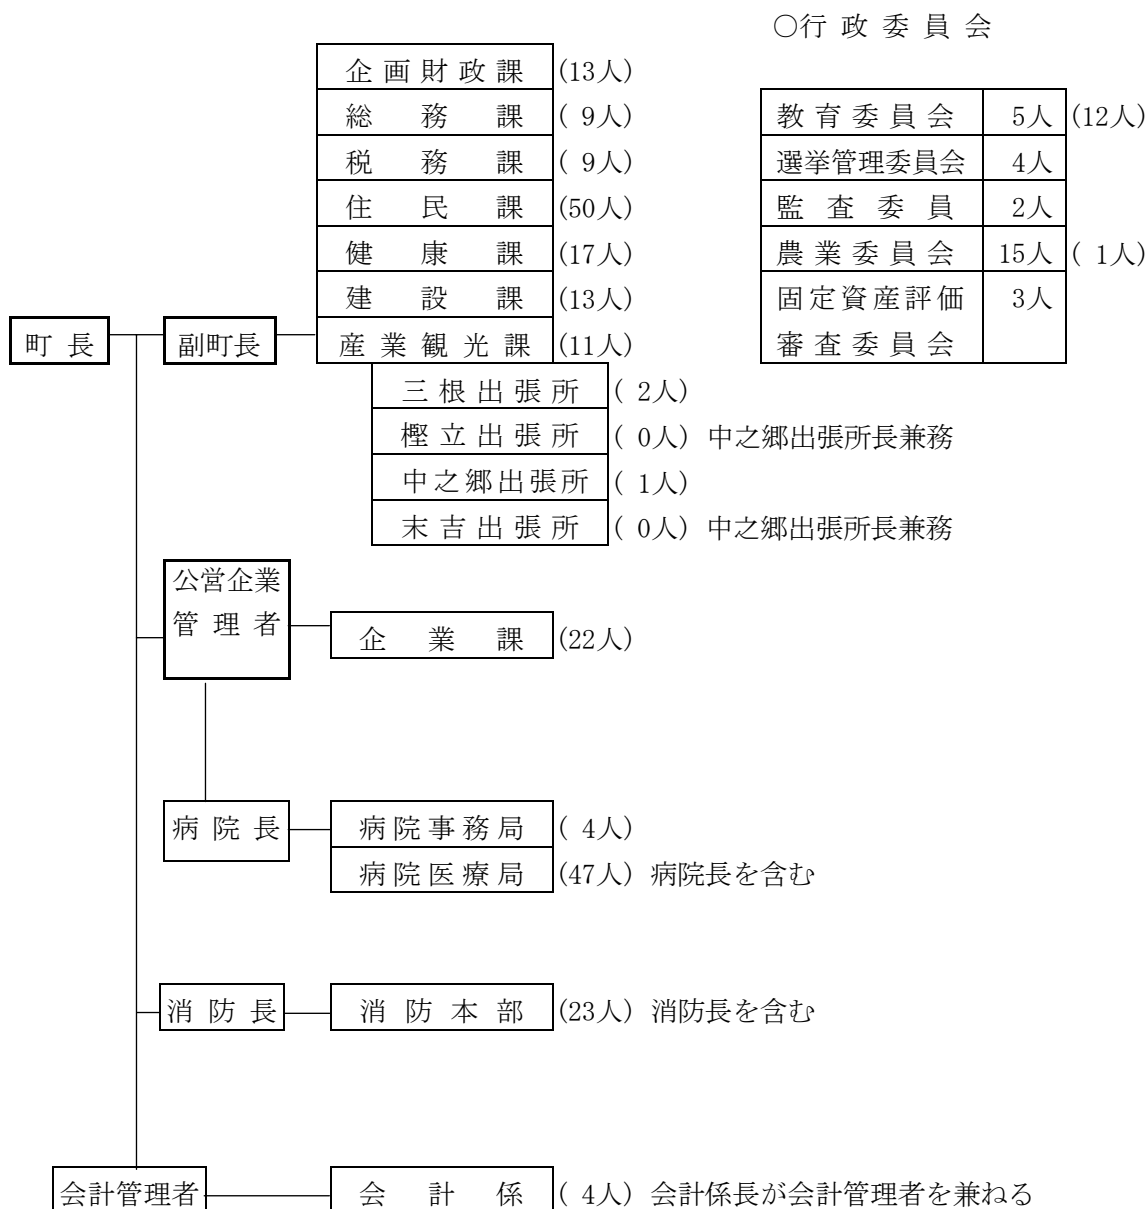 ○行政委員会
企画財政課 (13人)
総務課 ( 9人)
税務課 ( 9人)
住民課 (50人)
健康課 (17人)
建設課 (13人)
町長 副町長 産業観光課 (11人)
教育委員会 5人 (12人)
選挙管理委員会 4人
監査委員 2人
農業委員会 15人 ( 1人)
固定資産評価 3人
審査委員会
三根出張所 ( 2人)
樫立出張所 ( 0人) 中之郷出張所長兼務
中之郷出張所 ( 1人)
末吉出張所 ( 0人) 中之郷出張所長兼務
公営企業
管理者 企業課 (22人)
病院長 病院事務局 ( 4人)
病院医療局 (47人) 病院長を含む
消防長 消防本部 (23人) 消防長を含む
会計管理者 会計係 ( 4人) 会計係長が会計管理者を兼ねる